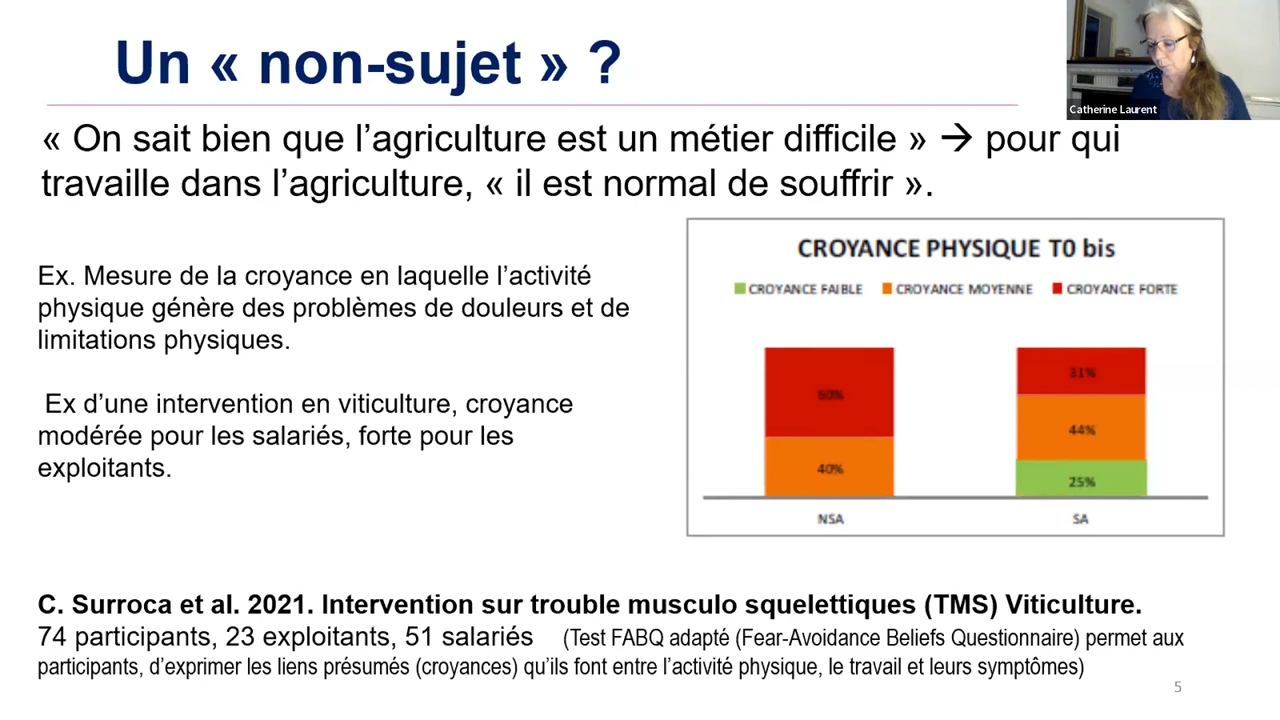 Un « non-sujet » ?
Catherine Laurent
« On sait bien que l’agriculture est un métier difficile » → pour qui
travaille dans l’agriculture, « il est normal de souffrir ».
Ex. Mesure de la croyance en laquelle l’activité
physique génère des problèmes de douleurs et de
limitations physiques.
Ex d’une intervention en viticulture, croyance
modérée pour les salariés, forte pour les
exploitants.
CROYANCE PHYSIQUE T0 bis
CROYANCE FAIBLE CROYANCE MOYENNE CROYANCE FORTE
60% 31%
44%
40% 25%
NSA SA
C. Surroca et al. 2021. Intervention sur trouble musculo squelettiques (TMS) Viticulture.
74 participants, 23 exploitants, 51 salariés (Test FABQ adapté (Fear-Avoidance Beliefs Questionnaire) permet aux
participants, d’exprimer les liens présumés (croyances) qu’ils font entre l’activité physique, le travail et leurs symptômes)
5